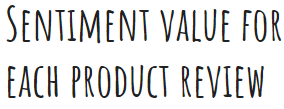 Sentiment value for
each product review